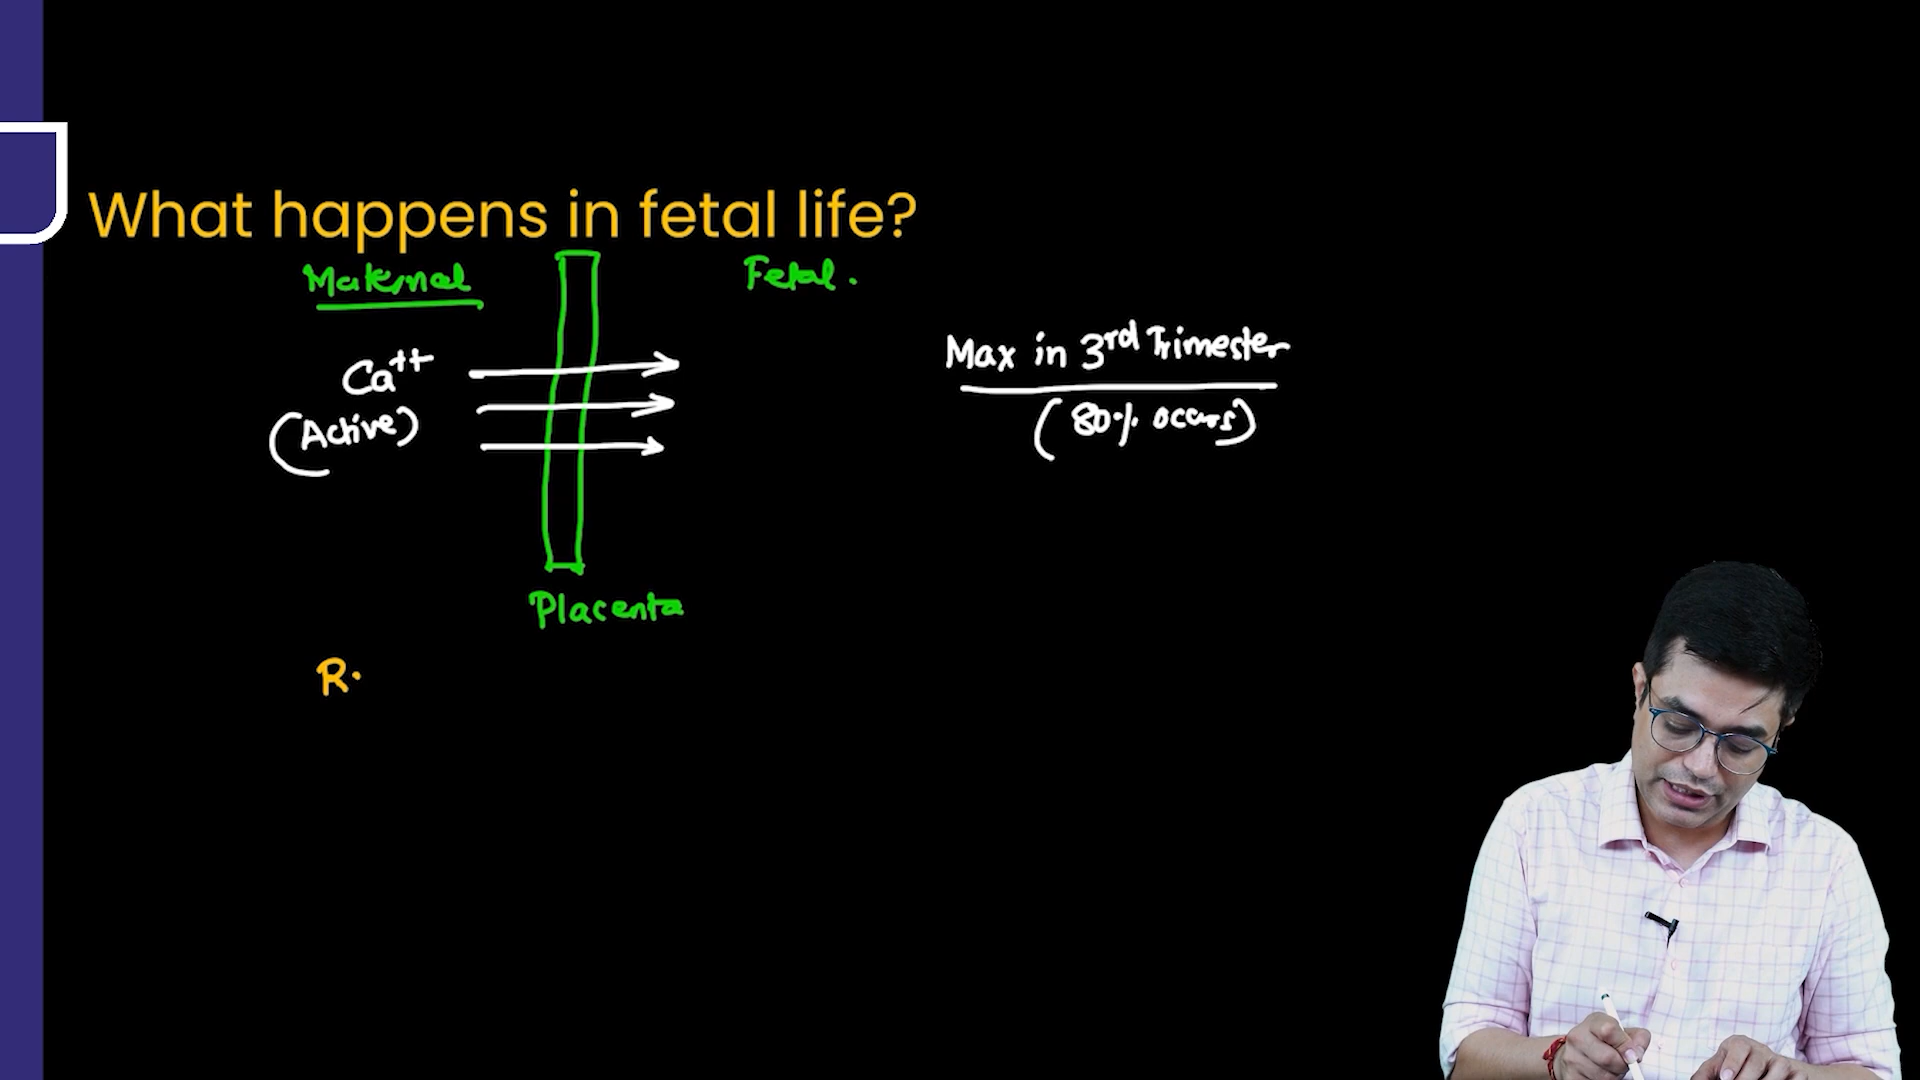 What happens in fetal life?
Maternal
Fetal.
Ca++
(Active)
Max in 3rd Trimester
(80% occurs)
Placenta
R.